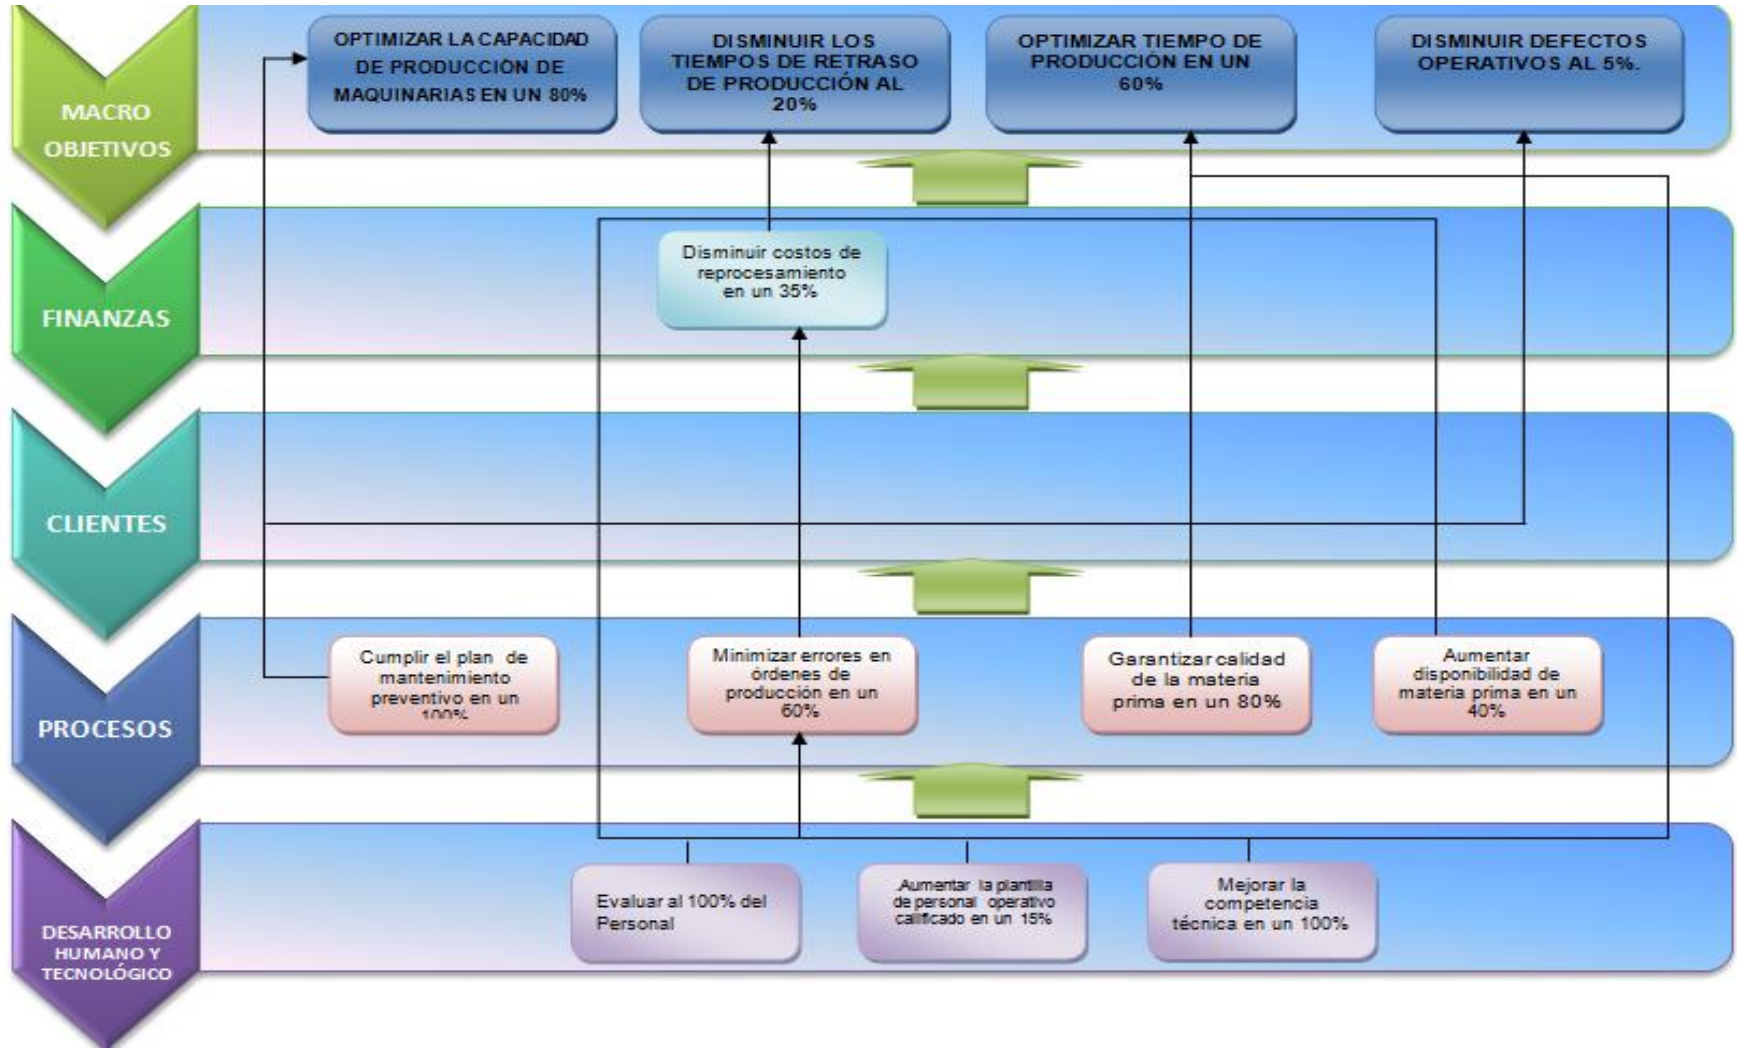 MACRO
OBJETIVOS
OPTIMIZAR LA CAPACIDAD
DE PRODUCCIÓN DE
MAQUINARIAS EN UN 80%
DISMINUIR LOS
TIEMPOS DE RETRASO
DE PRODUCCIÓN AL
20%
OPTIMIZAR TIEMPO DE
PRODUCCIÓN EN UN
60%
DISMINUIR DEFECTOS
OPERATIVOS AL 5%.
FINANZAS
Disminuir costos de
reprocesamiento
en un 35%
CLIENTES
PROCESOS
Cumplir el plan de
mantenimiento
preventivo en un
100%
Minimizar errores en
órdenes de
producción en un
60%
Garantizar calidad
de la materia
prima en un 80%
Aumentar
disponibilidad de
materia prima en un
40%
DESARROLLO
HUMANO Y
TECNOLÓGICO
Evaluar al 100% del
Personal
.Aumentar la plantilla
de personal operativo
calificado en un 15%
Mejorar la
competencia
técnica en un 100%